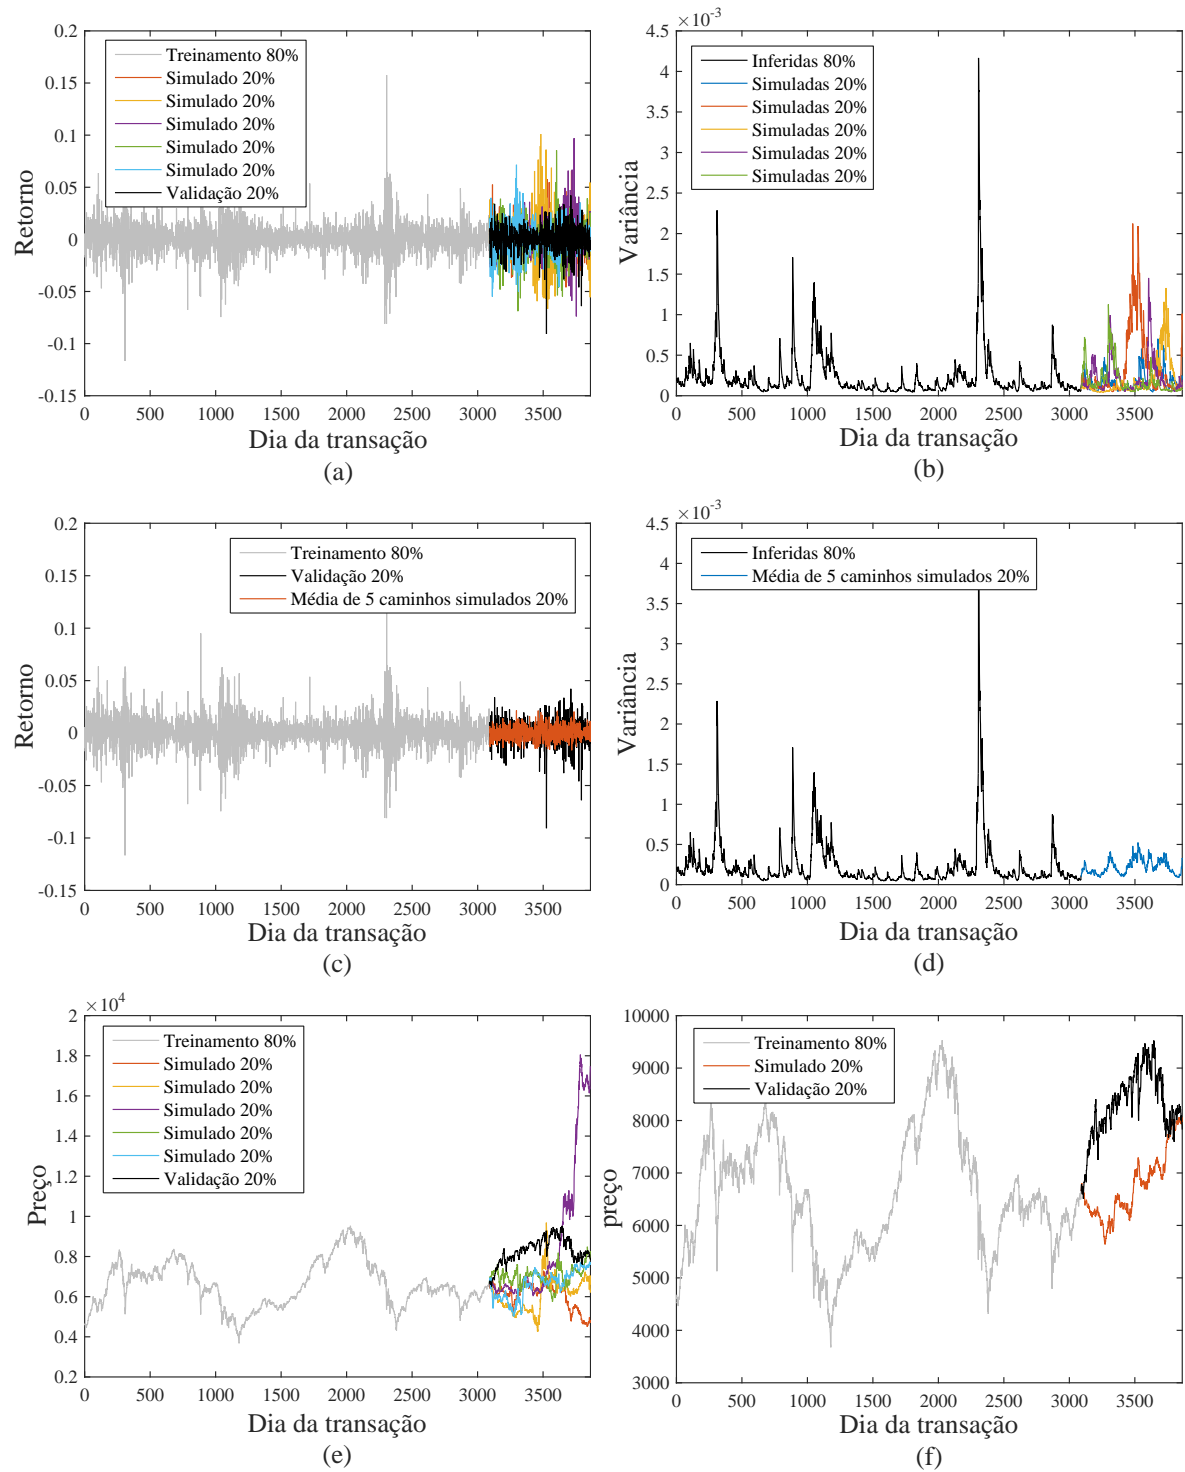 0.2
0.15
0.1
0.05
0
-0.05
-0.1
-0.15
Retorno
Treinamento 80%
Simulado 20%
Simulado 20%
Simulado 20%
Simulado 20%
Simulado 20%
Validação 20%
0 500 1000 1500 2000 2500 3000 3500
Dia da transação
(a)
×10-3
4.5
4
3.5
3
2.5
2
1.5
1
0.5
0
Variância
Inferidas 80%
Simuladas 20%
Simuladas 20%
Simuladas 20%
Simuladas 20%
Simuladas 20%
0 500 1000 1500 2000 2500 3000 3500
Dia da transação
(b)
0.2
0.15
0.1
0.05
0
-0.05
-0.1
-0.15
Retorno
Treinamento 80%
Validação 20%
Média de 5 caminhos simulados 20%
0 500 1000 1500 2000 2500 3000 3500
Dia da transação
(c)
×10-3
4.5
4
3.5
3
2.5
2
1.5
1
0.5
0
Variância
Inferidas 80%
Média de 5 caminhos simulados 20%
0 500 1000 1500 2000 2500 3000 3500
Dia da transação
(d)
×104
2
1.8
1.6
1.4
1.2
1
0.8
0.6
0.4
0.2
Preço
Treinamento 80%
Simulado 20%
Simulado 20%
Simulado 20%
Simulado 20%
Simulado 20%
Validação 20%
0 500 1000 1500 2000 2500 3000 3500
Dia da transação
(e)
10000
9000
8000
7000
6000
5000
4000
3000
preço
Treinamento 80%
Simulado 20%
Validação 20%
0 500 1000 1500 2000 2500 3000 3500
Dia da transação
(f)